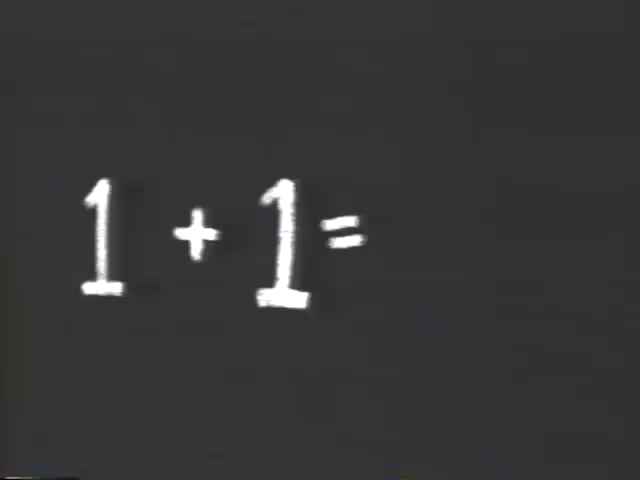 1 + 1 =